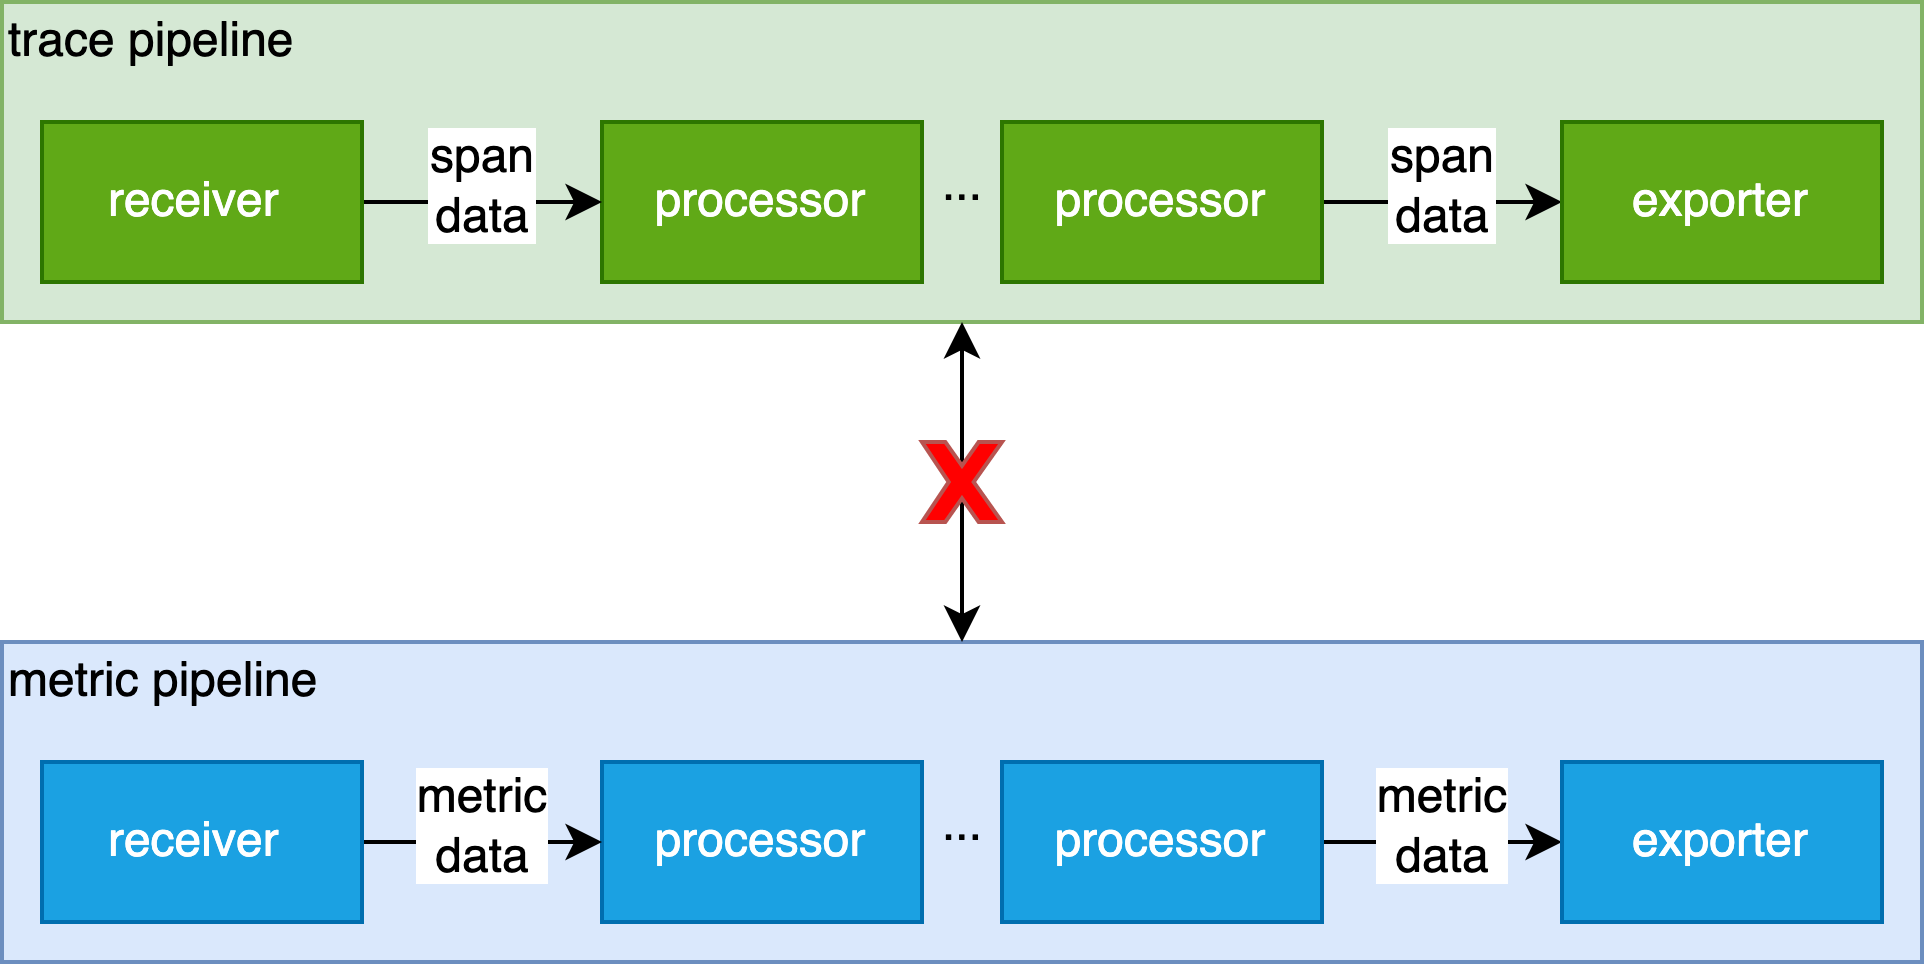 trace pipeline
receiver
span
data
processor
...
processor
span
data
exporter
X
metric pipeline
receiver
metric
data
processor
...
processor
metric
data
exporter